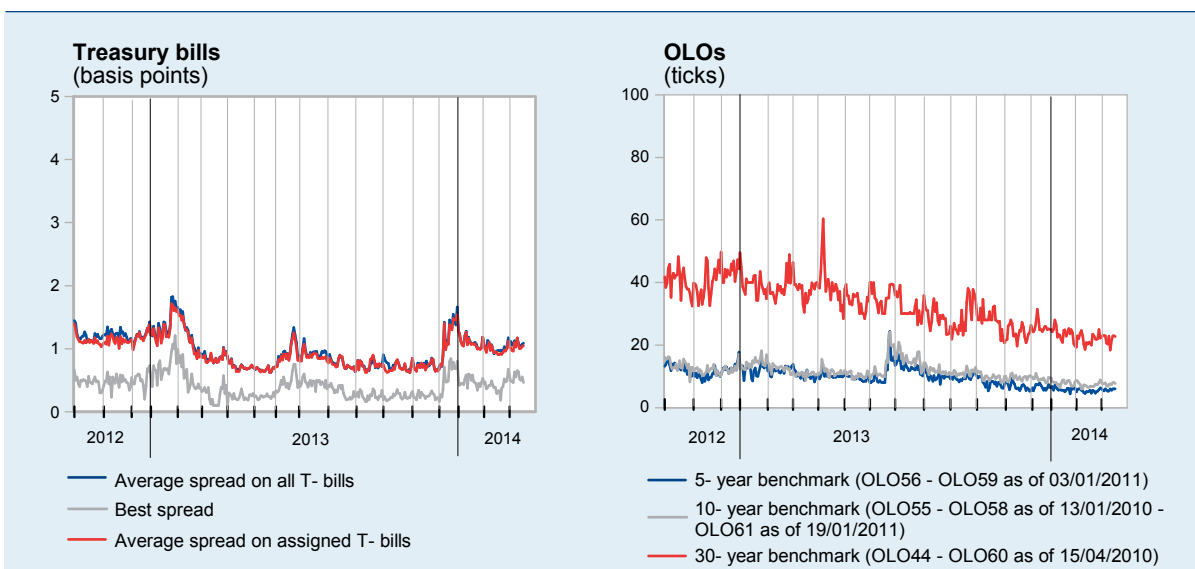 Treasury bills
(basis points)
5
4
3
2
1
0
2012
2013
2014
Average spread on all T- bills
Best spread
Average spread on assigned T- bills
OLOs
(ticks)
100
80
60
40
20
0
2012
2013
2014
5- year benchmark (OLO56 - OLO59 as of 03/01/2011)
10- year benchmark (OLO55 - OLO58 as of 13/01/2010 -
OLO61 as of 19/01/2011)
30- year benchmark (OLO44 - OLO60 as of 15/04/2010)